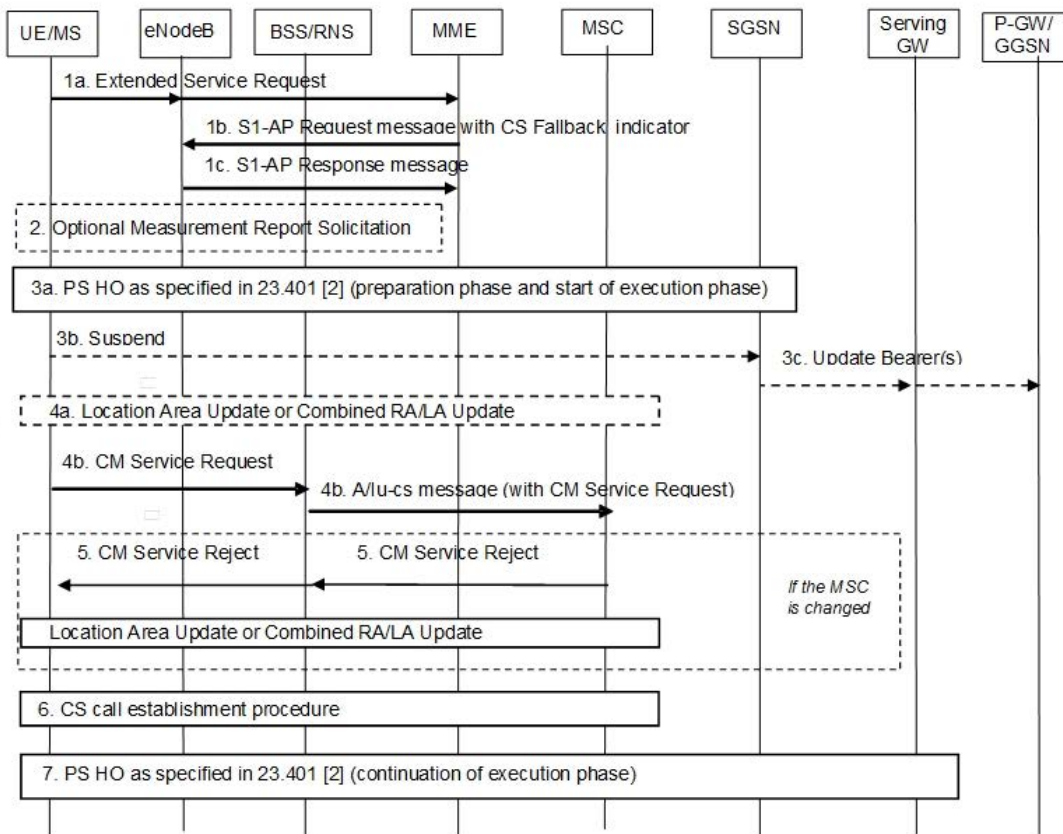 UE/MS
eNodeB
BSS/RNS
MME
MSC
SGSN
Serving
GW
P-GW/
GGSN
1a. Extended Service Request
1b. S1-AP Request message with CS Fallback indicator
1c. S1-AP Response message
2. Optional Measurement Report Solicitation
3a. PS HO as specified in 23.401 [2] (preparation phase and start of execution phase)
3b. Suspend
3c. Update Bearer(s)
4a. Location Area Update or Combined RA/LA Update
4b. CM Service Request
4b. A/Iu-cs message (with CM Service Request)
5. CM Service Reject
5. CM Service Reject
If the MSC
is changed
Location Area Update or Combined RA/LA Update
6. CS call establishment procedure
7. PS HO as specified in 23.401 [2] (continuation of execution phase)